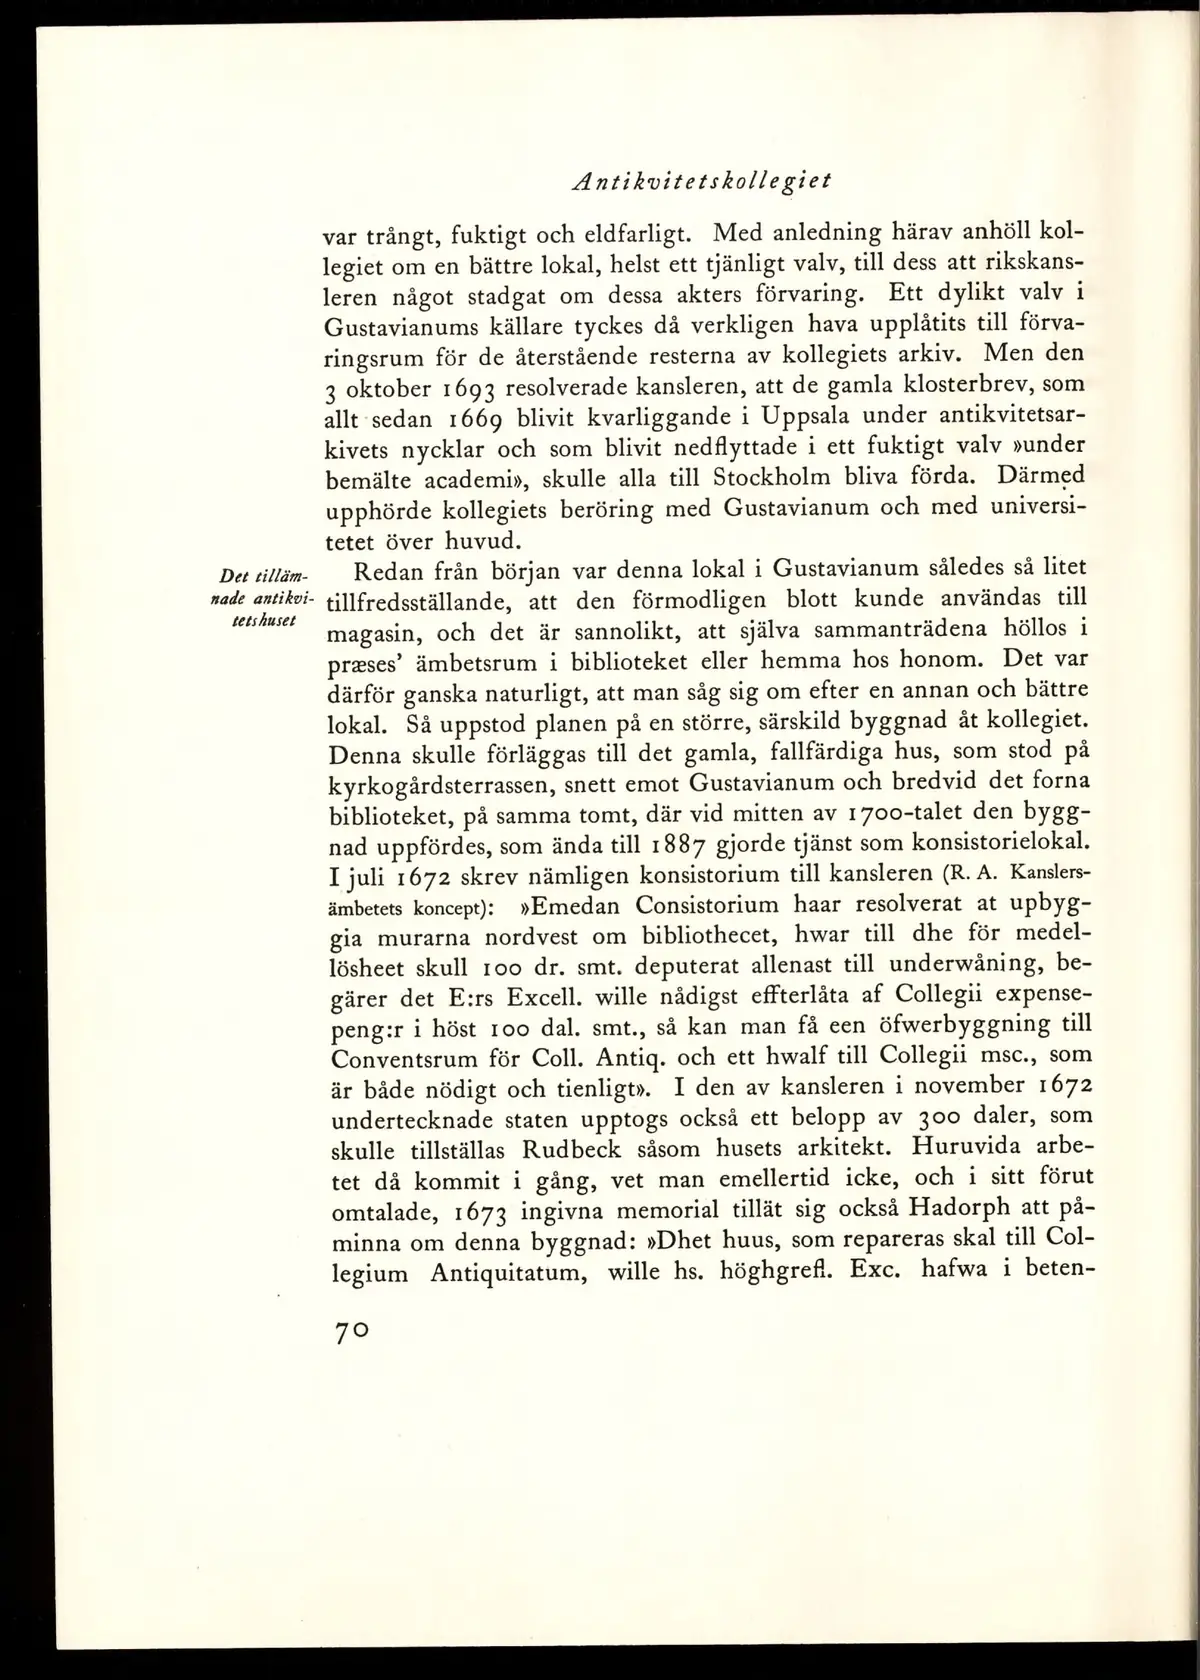 Antikvitetskollegiet
var trångt, fuktigt och eldfarligt. Med anledning härav anhöll kol-
legiet om en bättre lokal, helst ett tjänligt valv, till dess att rikskans-
leren något stadgat om dessa akters förvaring. Ett dylikt valv i
Gustavianums källare tyckes då verkligen hava upplåtits till förva-
ringsrum för de återstående resterna av kollegiets arkiv. Men den
3 oktober 1693 resolverade kansleren, att de gamla klosterbrev, som
allt sedan 1669 blivit kvarliggande i Uppsala under antikvitetsar-
kivets nycklar och som blivit nedflyttade i ett fuktigt valv »under
bemälte academi», skulle alla till Stockholm bliva förda. Därmed
upphörde kollegiets beröring med Gustavianum och med universi-
tetet över huvud.
Det tilläm-
nade antikvi-
tetshuset
Redan från början var denna lokal i Gustavianum således så litet
tillfredsställande, att den förmodligen blott kunde användas till
magasin, och det är sannolikt, att själva sammanträdena höllos i
præses’ ämbetsrum i biblioteket eller hemma hos honom. Det var
därför ganska naturligt, att man såg sig om efter en annan och bättre
lokal. Så uppstod planen på en större, särskild byggnad åt kollegiet.
Denna skulle förläggas till det gamla, fallfärdiga hus, som stod på
kyrkogårdsterrassen, snett emot Gustavianum och bredvid det forna
biblioteket, på samma tomt, där vid mitten av 1700-talet den bygg-
nad uppfördes, som ända till 1887 gjorde tjänst som konsistorielokal.
I juli 1672 skrev nämligen konsistorium till kansleren (R. A. Kanslers-
ämbetets koncept): »Emedan Consistorium haar resolverat at upbyg-
gia murarna nordvest om bibliothecet, hwar till dhe för medel-
lösheet skull 100 dr. smt. deputerat allenast till underwåning, be-
gärer det E:rs Excell. wille nådigst effterlåta af Collegii expense-
peng:r i höst 100 dal. smt., så kan man få een öfwerbyggning till
Conventsrum för Coll. Antiq. och ett hwalf till Collegii msc., som
är både nödigt och tienligt». I den av kansleren i november 1672
undertecknade staten upptogs också ett belopp av 300 daler, som
skulle tillställas Rudbeck såsom husets arkitekt. Huruvida arbe-
tet då kommit i gång, vet man emellertid icke, och i sitt förut
omtalade, 1673 ingivna memorial tillät sig också Hadorph att på-
minna om denna byggnad: »Dhet huus, som repareras skal till Col-
legium Antiquitatum, wille hs. höghgrefl. Exc. hafwa i beten-
70